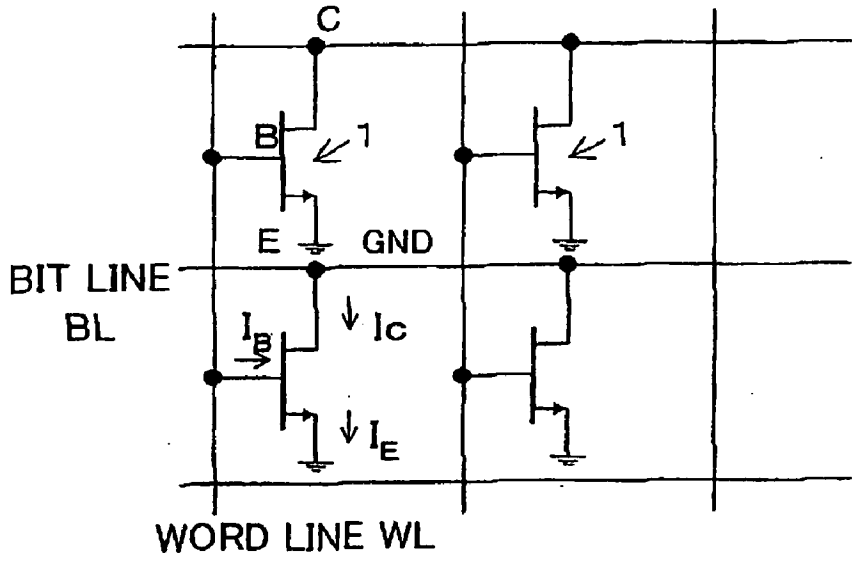 C
B 1 1
E GND
BIT LINE
BL
I_B Ic
I_E
WORD LINE WL